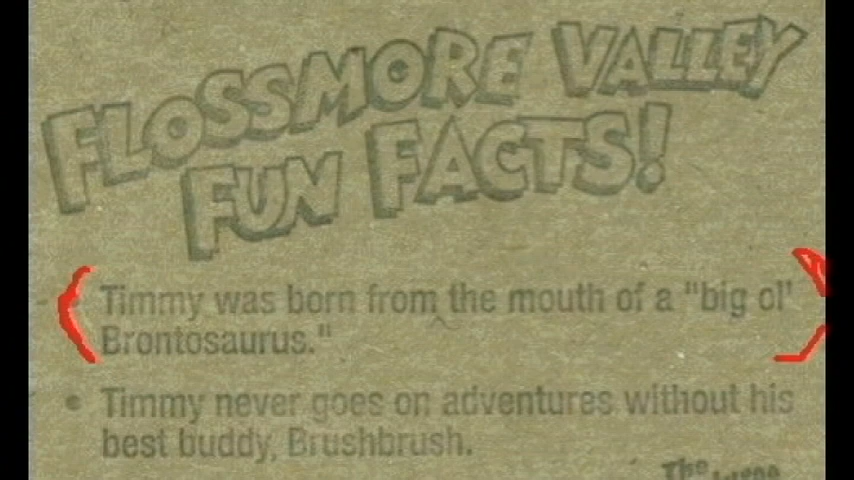 FLOSSMORE VALLEY
FUN FACTS!
Timmy was born from the mouth of a "big ol'
Brontosaurus."
• Timmy never goes on adventures without his
best buddy, Brushbrush.
The